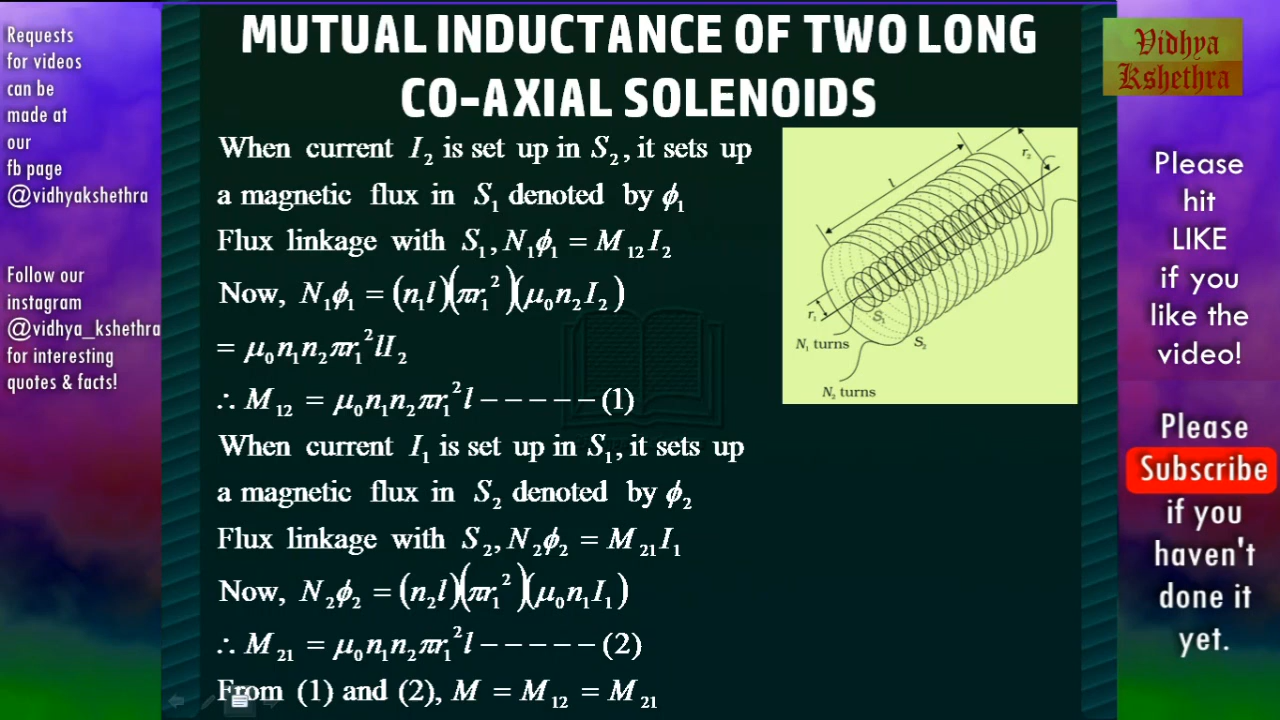 Requests
for videos
can be
made at
our
fb page
@vidhyakshethra
Follow our
instagram
@vidhya_kshethra
for interesting
quotes & facts!
MUTUAL INDUCTANCE OF TWO LONG
CO-AXIAL SOLENOIDS
When current I₂ is set up in S₂, it sets up
a magnetic flux in S₁ denoted by ϕ₁
Flux linkage with S₁, N₁ϕ₁ = M₁₂I₂
Now, N₁ϕ₁ = (n₁l)(πr₁²)(μ₀n₂I₂)
= μ₀n₁n₂πr₁²lI₂
∴ M₁₂ = μ₀n₁n₂πr₁²l − − − − − − (1)
When current I₁ is set up in S₁, it sets up
a magnetic flux in S₂ denoted by ϕ₂
Flux linkage with S₂, N₂ϕ₂ = M₂₁I₁
Now, N₂ϕ₂ = (n₂l)(πr₁²)(μ₀n₁I₁)
∴ M₂₁ = μ₀n₁n₂πr₁²l − − − − − − (2)
From (1) and (2), M = M₁₂ = M₂₁
l
r₂
r₁
S₁
N₁ turns
S₂
N₂ turns
Vidhya
Kshethra
Please
hit
LIKE
if you
like the
video!
Please
Subscribe
if you
haven't
done it
yet.